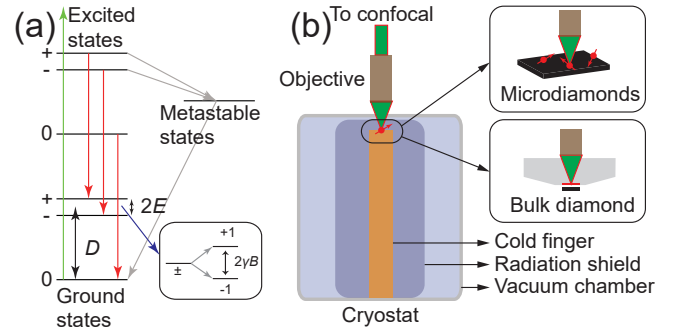 (a)
Excited
states
+
-
0
Metastable
states
+
-
2E
D
0
Ground
states
±
+1
2γB
-1
(b)
To confocal
Objective
Microdiamonds
Bulk diamond
Cold finger
Radiation shield
Vacuum chamber
Cryostat